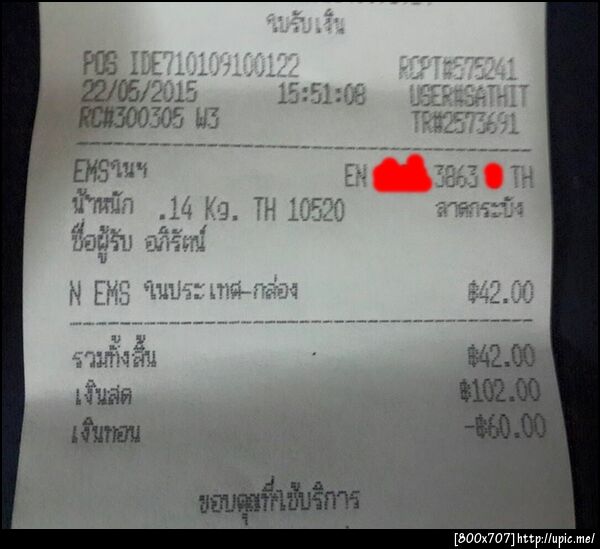 ใบรับเงิน
POS IDE710109100122 RCPT#575241
22/05/2015 15:51:08 USER#SATHIT
RC#300305 W3 TR#2573691
EMSในฯ EN 3863 TH
น้ำหนัก .14 Kg. TH 10520 ลาดกระบัง
ชื่อผู้รับ อภิรัตน์
N EMS ในประเทศ-กล่อง ฿42.00
รวมทั้งสิ้น ฿42.00
เงินสด ฿102.00
เงินทอน -฿60.00
ขอบคุณที่ใช้บริการ
[800x707]http://upic.me/